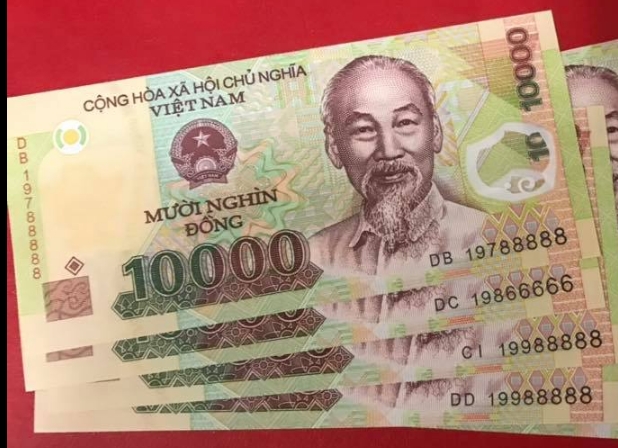 CỘNG HÒA XÃ HỘI CHỦ NGHĨA
VIỆT NAM
10000
10
DB 19788888
MƯỜI NGHÌN
ĐỒNG
10000
DB 19788888
DC 19866666
CI 19988888
DD 19988888